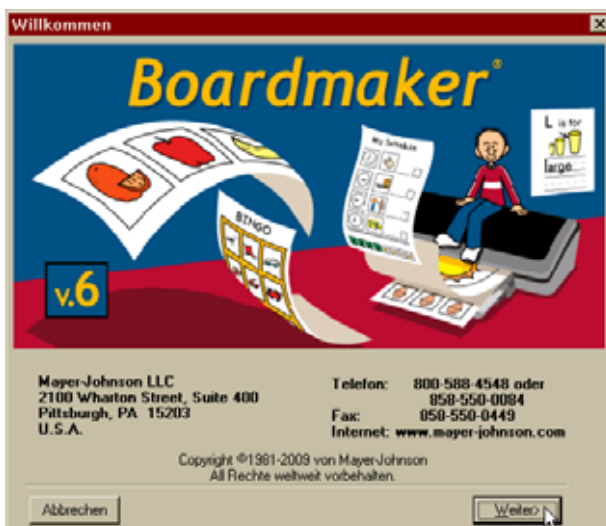 Willkommen
Boardmaker®
L is for
large
My Schedule
BINGO
v.6
Mayer-Johnson LLC
2100 Wharton Street, Suite 400
Pittsburgh, PA 15203
U.S.A.
Telefon: 800-588-4548 oder
858-550-0084
Fax: 858-550-0449
Internet: www.mayer-johnson.com
Copyright ©1981-2009 von Mayer-Johnson
All Rechte weltweit vorbehalten.
Abbrechen
Weiter>